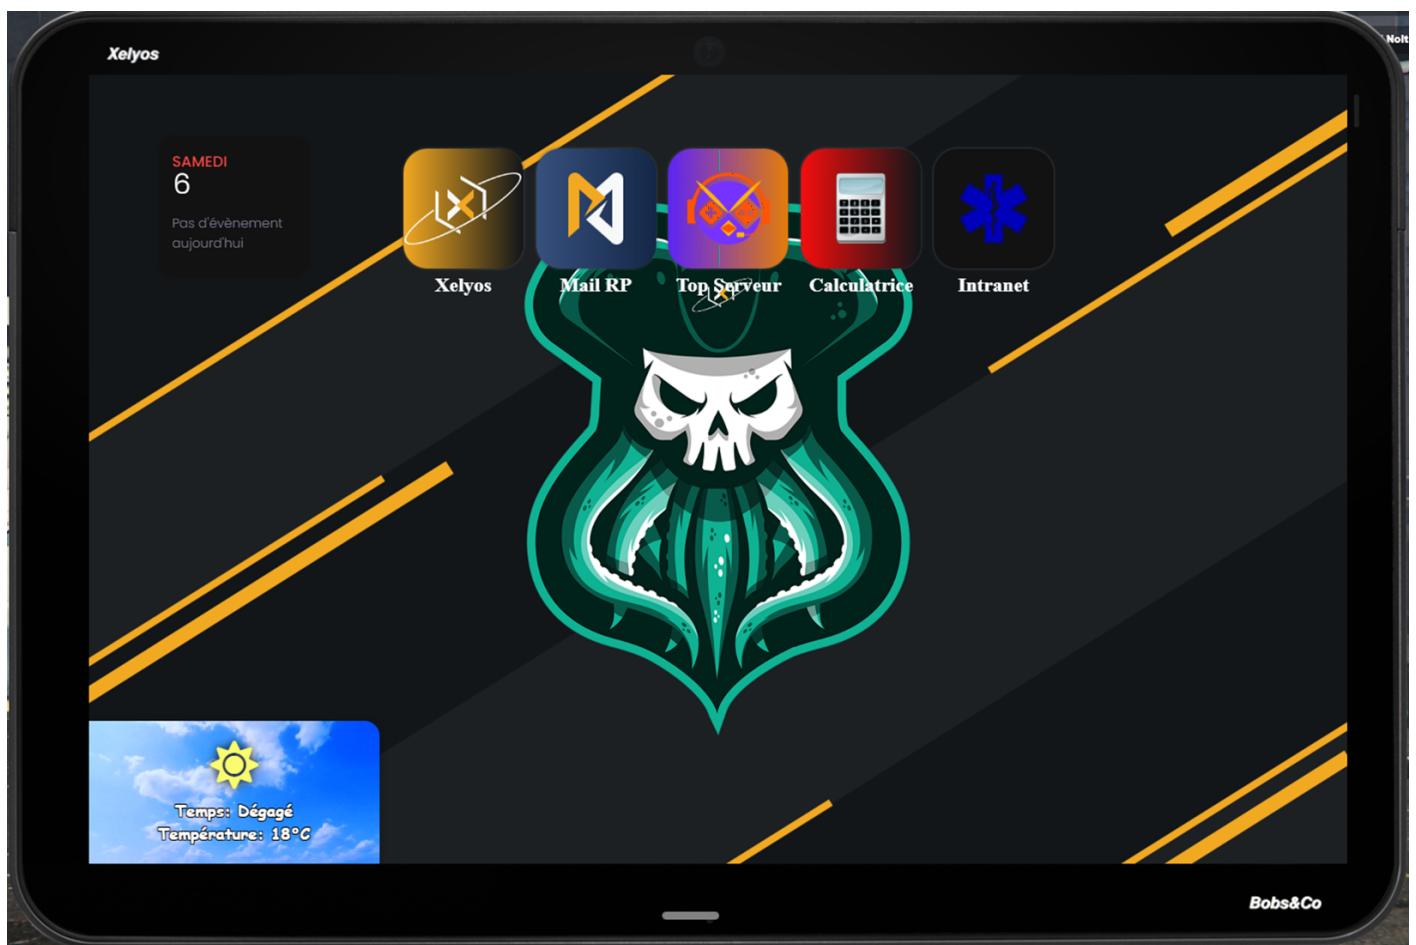 Nolt
Xelyos
SAMEDI
6
Pas d'évènement
aujourd'hui
Xelyos
Mail RP
Top Serveur
Calculatrice
Intranet
Temps: Dégagé
Température: 18°C
Bobs&Co